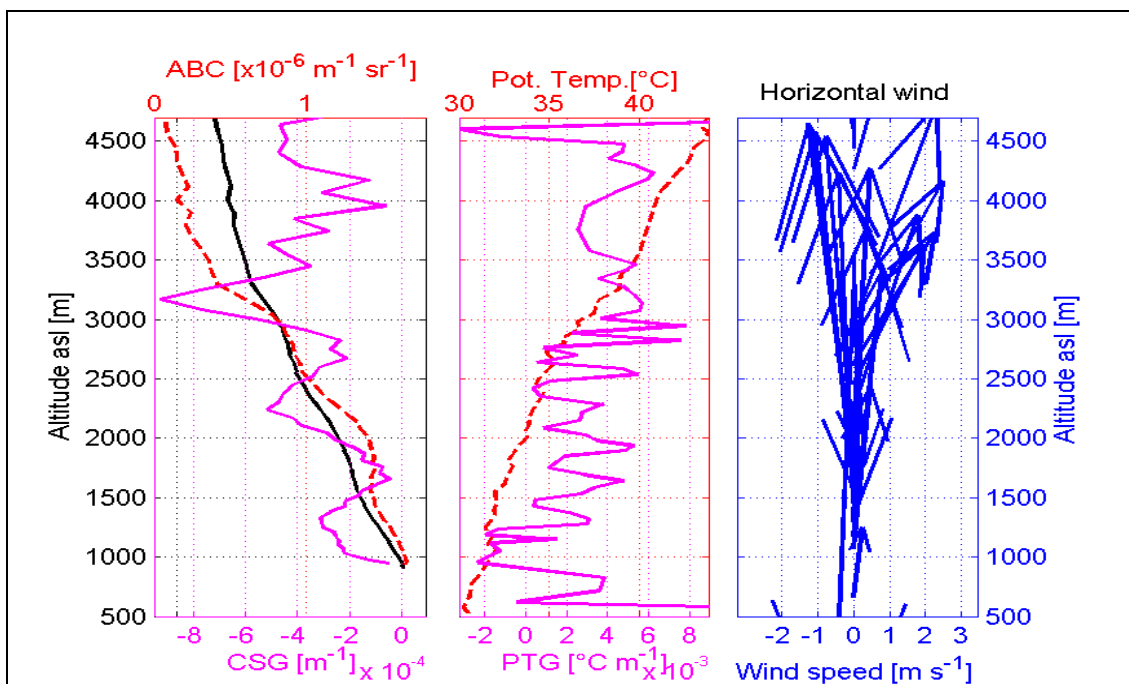 ABC [x10⁻⁶ m⁻¹ sr⁻¹]
0 1
4500
4000
3500
3000
2500
2000
1500
1000
500
Altitude asl [m]
-8 -6 -4 -2 0
CSG [m⁻¹] x 10⁻⁴
Pot. Temp.[°C]
30 35 40
-2 0 2 4 6 8
PTG [°C m⁻¹] x 10⁻³
Horizontal wind
4500
4000
3500
3000
2500
2000
1500
1000
500
Altitude asl [m]
-2 -1 0 1 2 3
Wind speed [m s⁻¹]